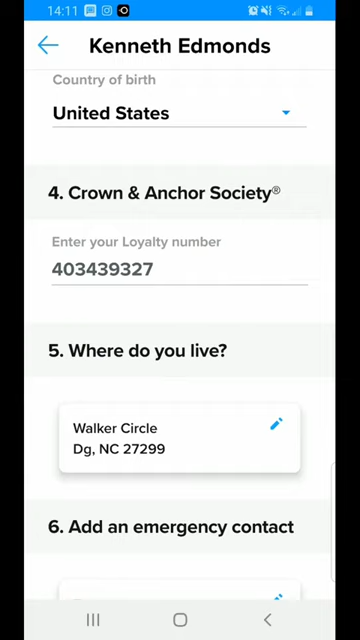 14:11
Kenneth Edmonds
Country of birth
United States
4. Crown & Anchor Society®
Enter your Loyalty number
403439327
5. Where do you live?
Walker Circle
Dg, NC 27299
6. Add an emergency contact